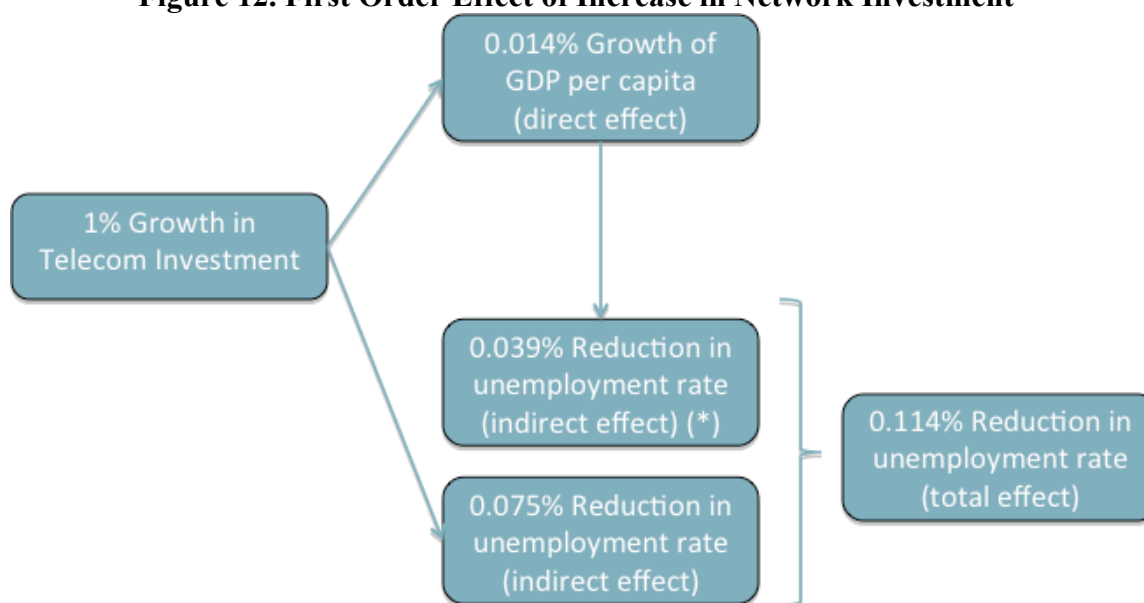 Figure 12. First Order Effect of Increase in Network Investment
0.014% Growth of
GDP per capita
(direct effect)
1% Growth in
Telecom Investment
0.039% Reduction in
unemployment rate
(indirect effect) (*)
0.114% Reduction in
unemployment rate
(total effect)
0.075% Reduction in
unemployment rate
(indirect effect)